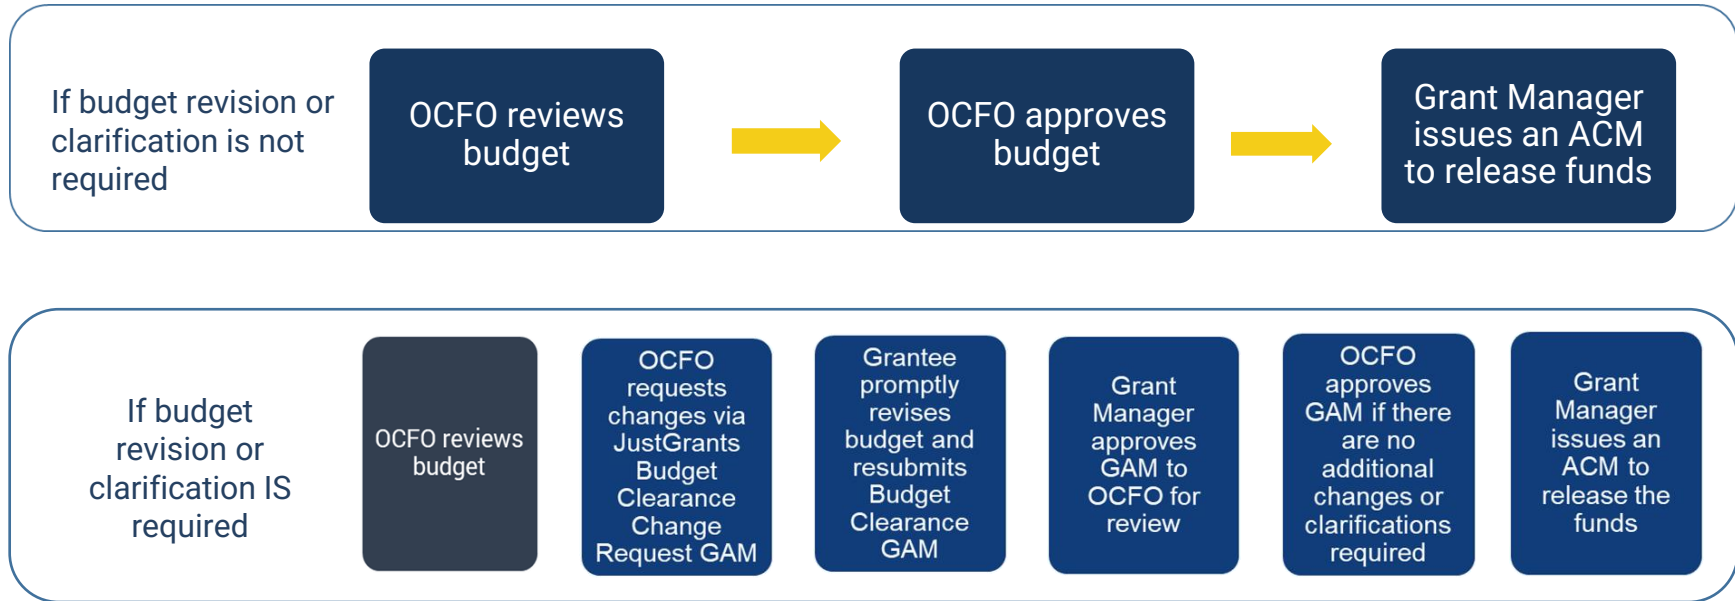 If budget revision or
clarification is not
required
OCFO reviews
budget
OCFO approves
budget
Grant Manager
issues an ACM
to release funds
If budget
revision or
clarification IS
required
OCFO reviews
budget
OCFO
requests
changes via
JustGrants
Budget
Clearance
Change
Request GAM
Grantee
promptly
revises
budget and
resubmits
Budget
Clearance
GAM
Grant
Manager
approves
GAM to
OCFO for
review
OCFO
approves
GAM if there
are no
additional
changes or
clarifications
required
Grant
Manager
issues an
ACM to
release the
funds